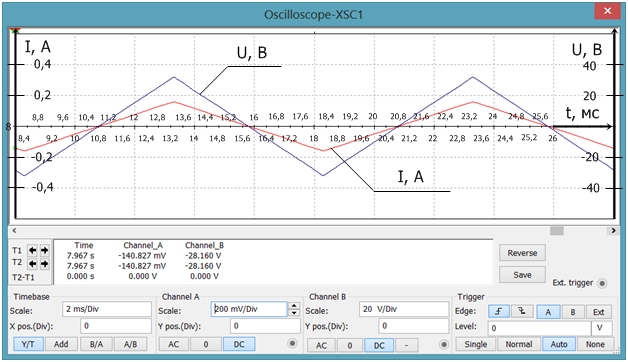 Oscilloscope-XSC1
I, A
U, В
U, В
0,4
40
0,2
20
8,8 9,6 10,4 11,2 12 12,8 13,6 14,4 15,2 16 16,8 17,6 18,4 19,2 20 20,8 21,6 22,4 23,2 24 24,8 25,6
t, мс
8
8,4 9,2 10 10,8 11,6 12,4 13,2 14 14,8 15,6 16,4 17,2 18 18,8 19,6 20,4 21,2 22 22,8 23,6 24,4 25,2 26
-0,2
-20
I, A
-0,4
-40
Time Channel_A Channel_B
T1 7.967 s -140.827 mV -28.160 V
T2 7.967 s -140.827 mV -28.160 V
T2-T1 0.000 s 0.000 V 0.000 V
Reverse
Save
Ext. trigger
Timebase Channel A Channel B Trigger
Scale: 2 ms/Div Scale: 200 mV/Div Scale: 20 V/Div Edge: A B Ext
X pos.(Div): 0 Y pos.(Div): 0 Y pos.(Div): 0 Level: 0 V
Y/T Add B/A A/B AC 0 DC AC 0 DC - Single Normal Auto None